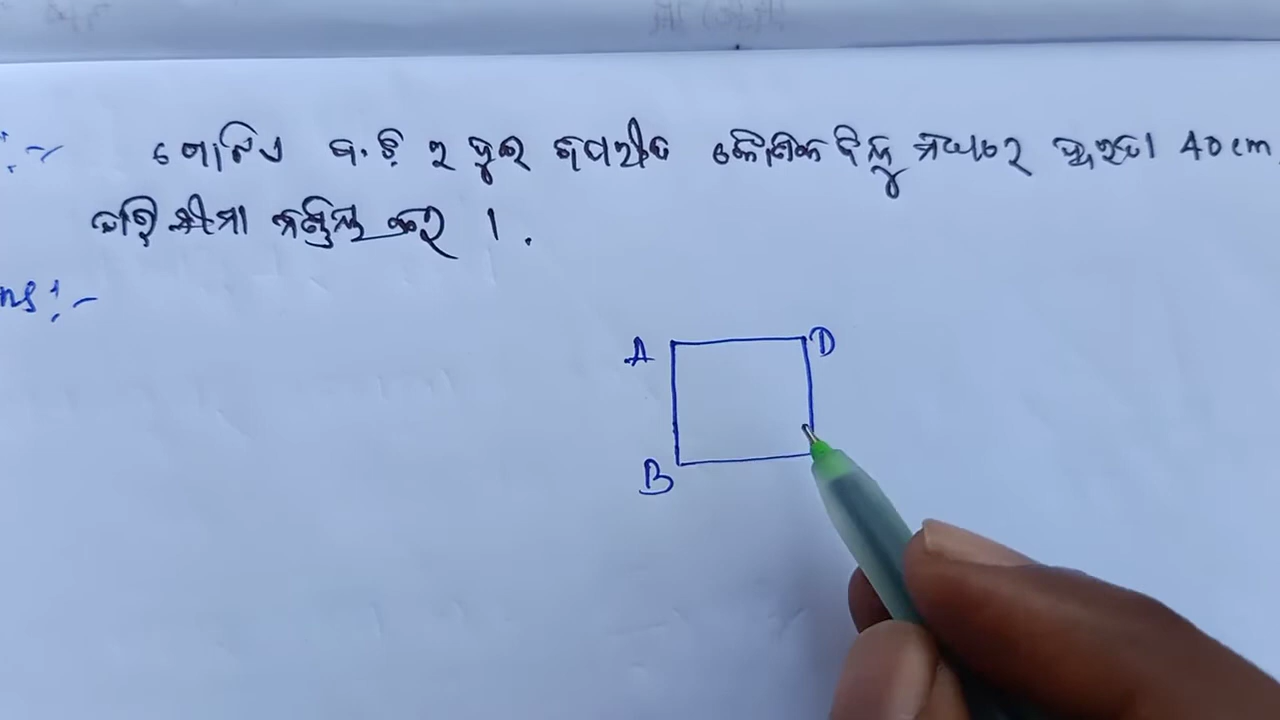 ଗୋଟିଏ ବ.ଚି ର ଦୁଇ ବିପରୀତ କୌଣିକ ବିନ୍ଦୁ ମଧ୍ୟରେ ଦୂରତା 40 cm
ପରିସୀମା ନିର୍ଣ୍ଣୟ କର ।
ns :-
A D
B